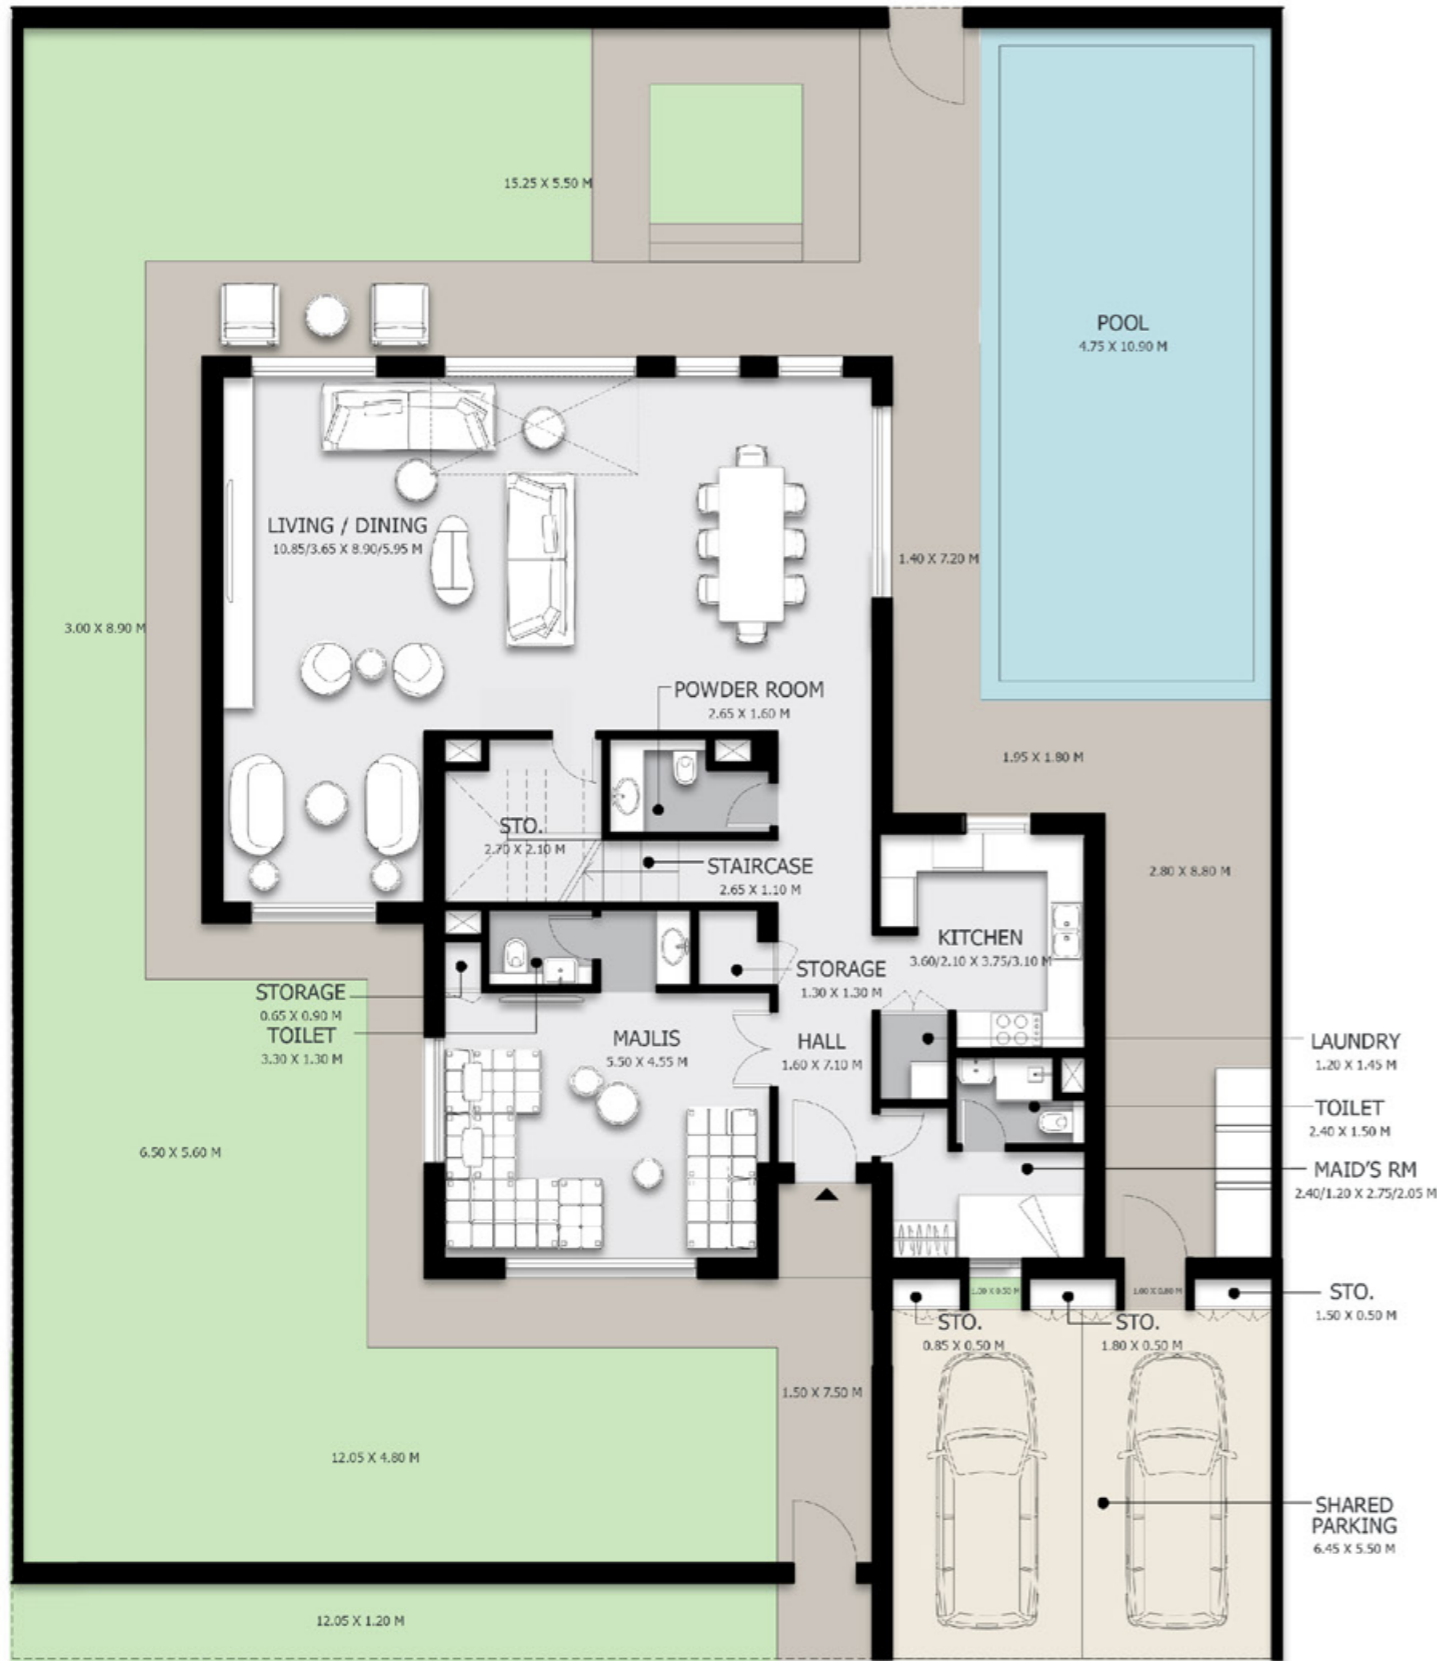 15.25 X 5.50 M
POOL
4.75 X 10.90 M
LIVING / DINING
10.85/3.65 X 8.90/5.95 M
1.40 X 7.20 M
3.00 X 8.90 M
POWDER ROOM
2.65 X 1.60 M
1.95 X 1.80 M
STO.
2.70 X 2.10 M
STAIRCASE
2.65 X 1.10 M
2.80 X 8.80 M
KITCHEN
3.60/2.10 X 3.75/3.10 M
STORAGE
1.30 X 1.30 M
STORAGE
0.65 X 0.90 M
TOILET
3.30 X 1.30 M
MAJLIS
5.50 X 4.55 M
HALL
1.60 X 7.10 M
LAUNDRY
1.20 X 1.45 M
TOILET
2.40 X 1.50 M
6.50 X 5.60 M
MAID'S RM
2.40/1.20 X 2.75/2.05 M
1.00 X 0.80 M
STO.
1.50 X 0.50 M
STO.
0.85 X 0.50 M
STO.
1.80 X 0.50 M
1.50 X 7.50 M
12.05 X 4.80 M
SHARED
PARKING
6.45 X 5.50 M
12.05 X 1.20 M